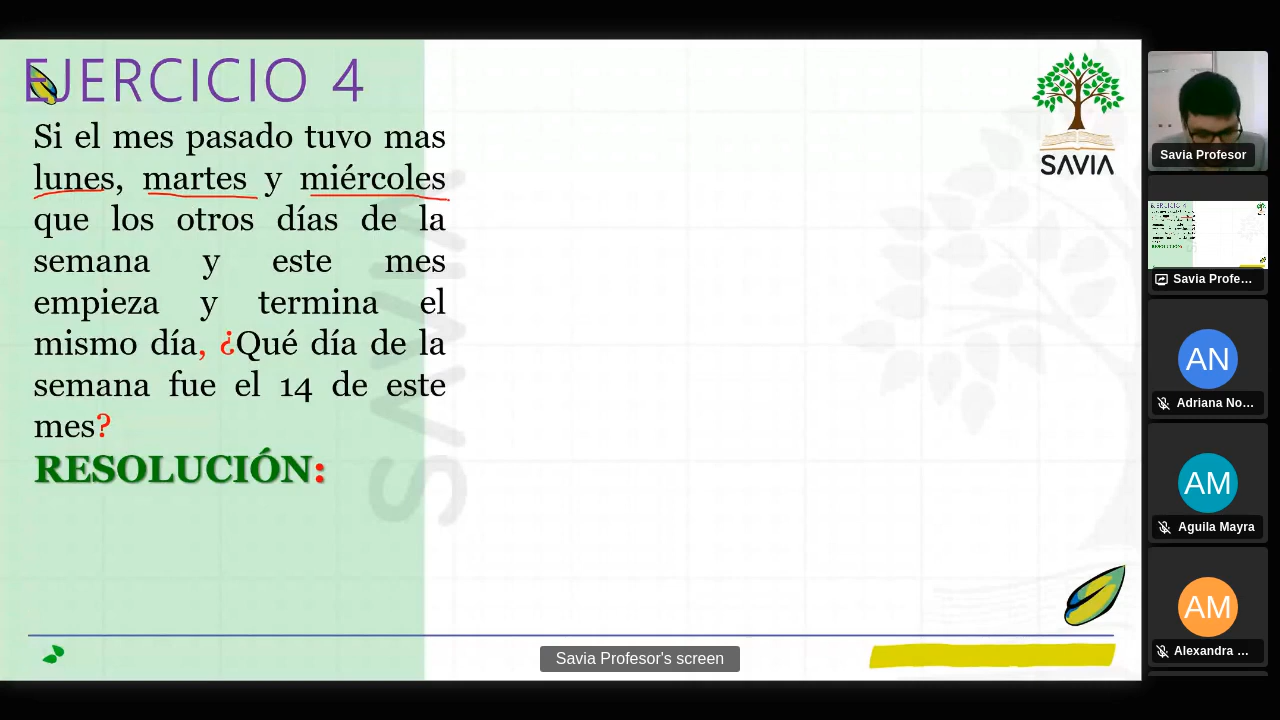 EJERCICIO 4
Si el mes pasado tuvo mas
lunes, martes y miércoles
que los otros días de la
semana y este mes
empieza y termina el
mismo día, ¿Qué día de la
semana fue el 14 de este
mes?
RESOLUCIÓN:
SAVIA
SAVIA
Savia Profesor's screen
Savia Profesor
Savia Profe...
AN
Adriana No...
AM
Aguila Mayra
AM
Alexandra ...